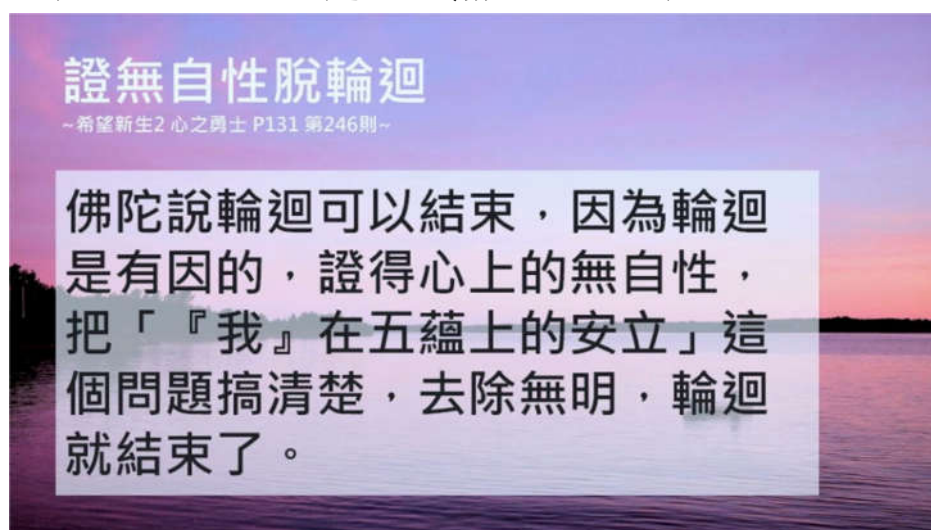 證無自性脫輪迴
~希望新生2 心之勇士 P131 第246則~
佛陀說輪迴可以結束，因為輪迴
是有因的，證得心上的無自性，
把「『我』在五蘊上的安立」這
個問題搞清楚，去除無明，輪迴
就結束了。